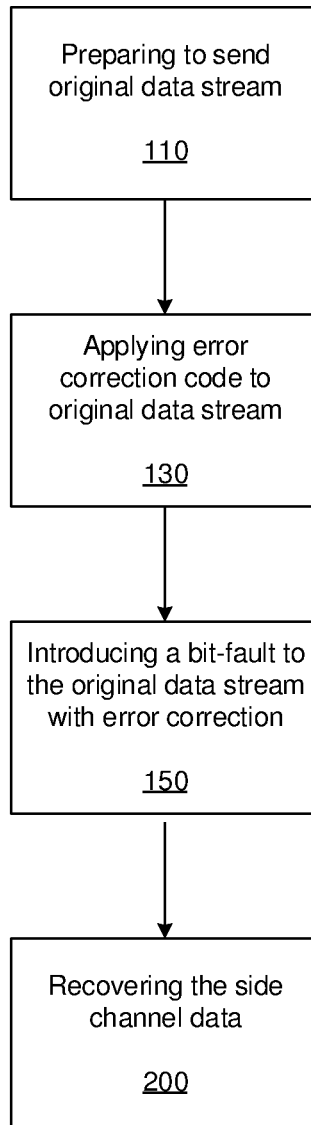 Preparing to send
original data stream
110
Applying error
correction code to
original data stream
130
Introducing a bit-fault to
the original data stream
with error correction
150
Recovering the side
channel data
200